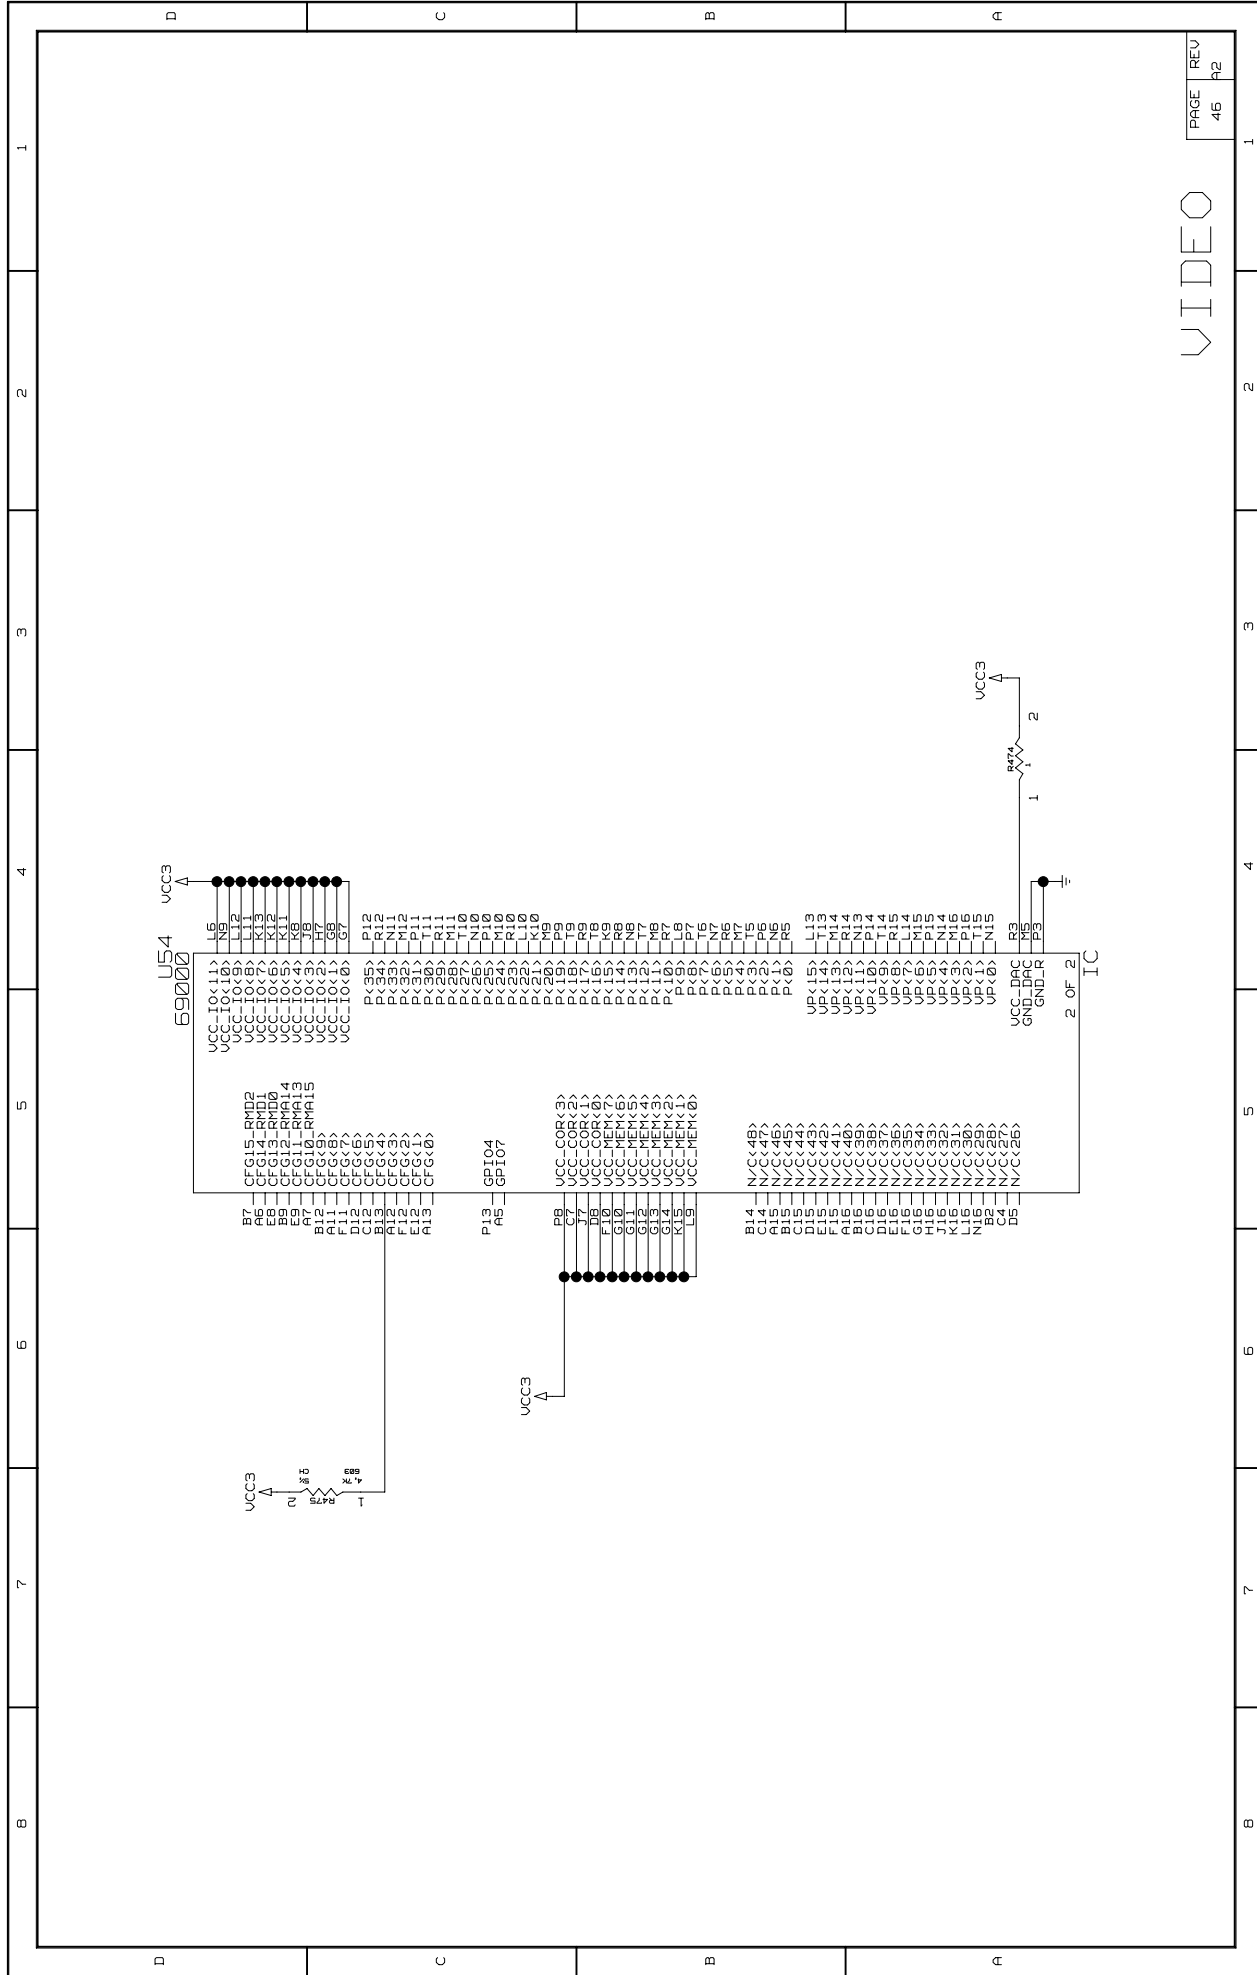 8 7 6 5 4 3 2 1
D
D
C
C
B
B
A
A
VCC3
2
R475
5%
CH
4.7K
603
1
VCC3
U54
69000
B7 CFG15_RMD2
A6 CFG14_RMD1
E8 CFG13_RMD0
B9 CFG12_RMA14
E9 CFG11_RMA13
A7 CFG10_RMA15
B12 CFG<9>
A11 CFG<8>
F11 CFG<7>
D12 CFG<6>
C12 CFG<5>
B13 CFG<4>
A12 CFG<3>
F12 CFG<2>
E12 CFG<1>
A13 CFG<0>
P13 GPIO4
A5 GPIO7
P8 VCC_COR<3>
C7 VCC_COR<2>
J7 VCC_COR<1>
D8 VCC_COR<0>
F10 VCC_MEM<7>
G10 VCC_MEM<6>
G11 VCC_MEM<5>
G12 VCC_MEM<4>
G13 VCC_MEM<3>
G14 VCC_MEM<2>
K15 VCC_MEM<1>
L9 VCC_MEM<0>
B14 N/C<48>
C14 N/C<47>
A15 N/C<46>
B15 N/C<45>
C15 N/C<44>
D15 N/C<43>
E15 N/C<42>
F15 N/C<41>
A16 N/C<40>
B16 N/C<39>
C16 N/C<38>
D16 N/C<37>
E16 N/C<36>
F16 N/C<35>
G16 N/C<34>
H16 N/C<33>
J16 N/C<32>
K16 N/C<31>
L16 N/C<30>
N16 N/C<29>
B2 N/C<28>
C4 N/C<27>
D5 N/C<26>
VCC3
VCC_IO<11> L6
VCC_IO<10> N9
VCC_IO<9> L12
VCC_IO<8> L11
VCC_IO<7> K13
VCC_IO<6> K12
VCC_IO<5> K11
VCC_IO<4> K8
VCC_IO<3> J8
VCC_IO<2> H7
VCC_IO<1> G8
VCC_IO<0> G7
P<35> P12
P<34> R12
P<33> N11
P<32> M12
P<31> P11
P<30> T11
P<29> R11
P<28> M11
P<27> T10
P<26> N10
P<25> P10
P<24> M10
P<23> R10
P<22> L10
P<21> K10
P<20> M9
P<19> P9
P<18> T9
P<17> R9
P<16> T8
P<15> K9
P<14> R8
P<13> N8
P<12> T7
P<11> M8
P<10> R7
P<9> L8
P<8> P7
P<7> T6
P<6> N7
P<5> R6
P<4> M7
P<3> T5
P<2> P6
P<1> N6
P<0> R5
VP<15> L13
VP<14> T13
VP<13> M14
VP<12> R14
VP<11> N13
VP<10> P14
VP<9> T14
VP<8> R15
VP<7> L14
VP<6> M15
VP<5> P15
VP<4> N14
VP<3> M16
VP<2> P16
VP<1> T15
VP<0> N15
VCC_DAC R3
GND_DAC M5
GND_R P3
2 OF 2
IC
VCC3
R474
1
1 2
VIDEO
PAGE REV
46 A2
8 7 6 5 4 3 2 1